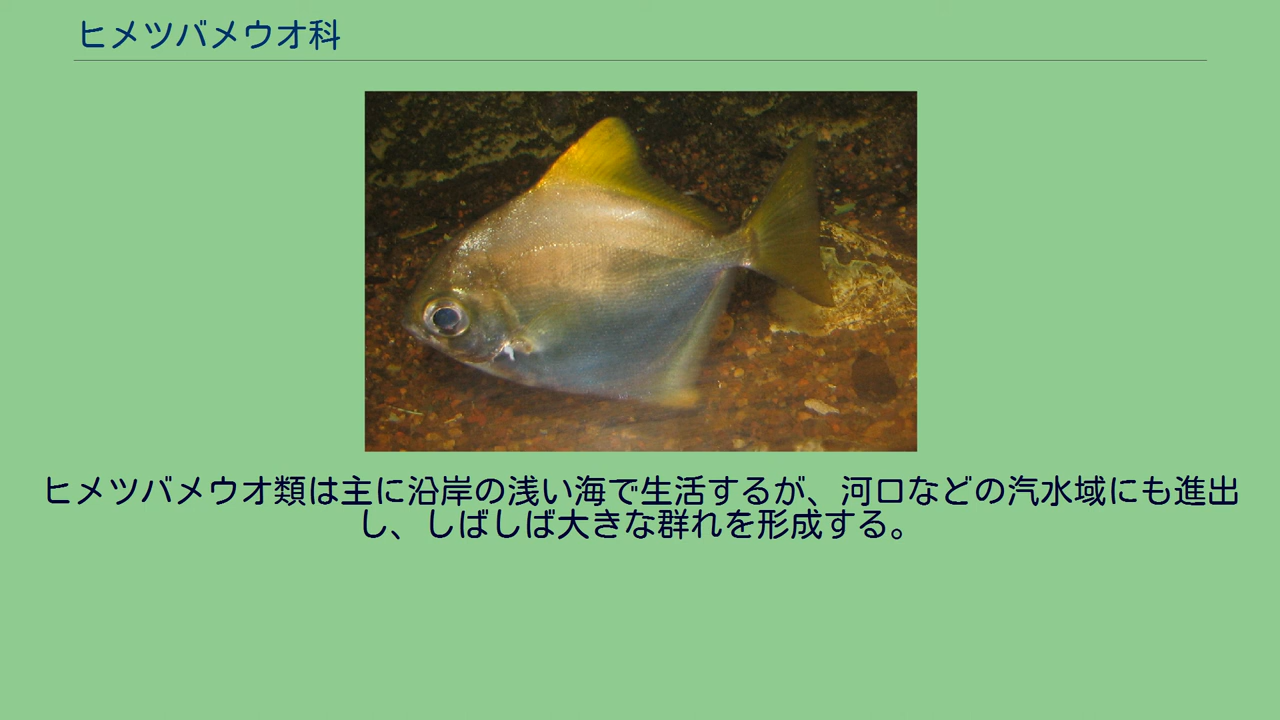 ヒメツバメウオ科
ヒメツバメウオ類は主に沿岸の浅い海で生活するが、河口などの汽水域にも進出
し、しばしば大きな群れを形成する。